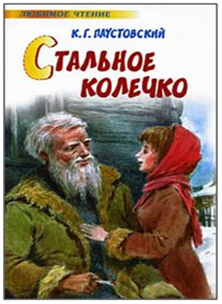 ЛЮБИМОЕ ЧТЕНИЕ
К. Г. ПАУСТОВСКИЙ
СТАЛЬНОЕ
КОЛЕЧКО